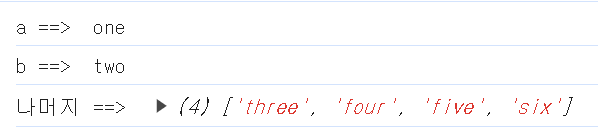 a ==> one
b ==> two
나머지 ==> ▶ (4) ['three', 'four', 'five', 'six']